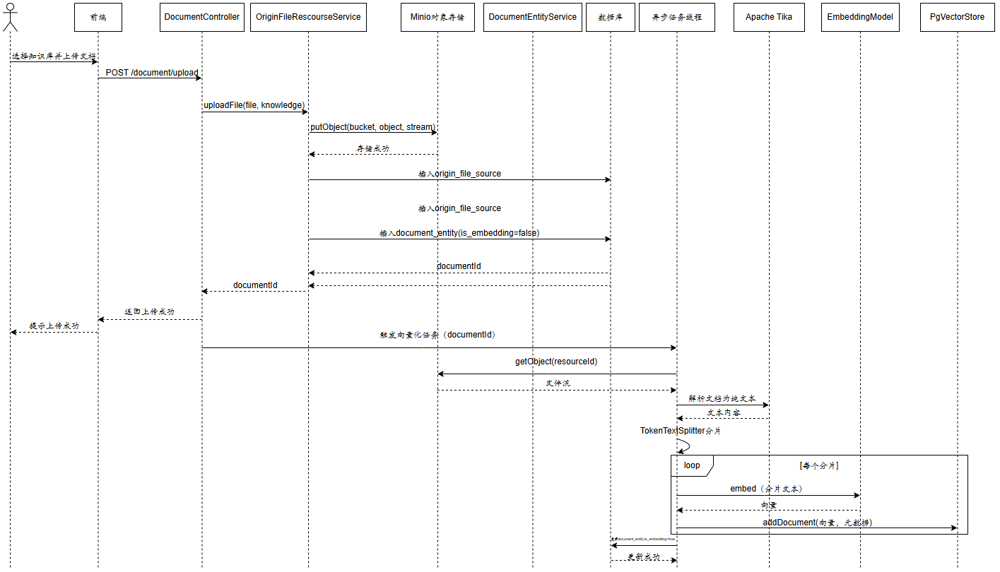 前端
DocumentController
OriginFileRescourseService
Minio对象存储
DocumentEntityService
数据库
异步任务线程
Apache Tika
EmbeddingModel
PgVectorStore
选择知识库并上传文档
POST /document/upload
uploadFile(file, knowledge)
putObject(bucket, object, stream)
存储成功
插入origin_file_source
插入origin_file_source
插入document_entity(is_embedding=false)
documentId
documentId
返回上传成功
提示上传成功
触发向量化任务（documentId）
getObject(resourceId)
文件流
解析文档为纯文本
文本内容
TokenTextSplitter分片
loop
[每个分片]
embed（分片文本）
向量
addDocument(向量，元数据)
document_entity.is_embedding=true
更新成功